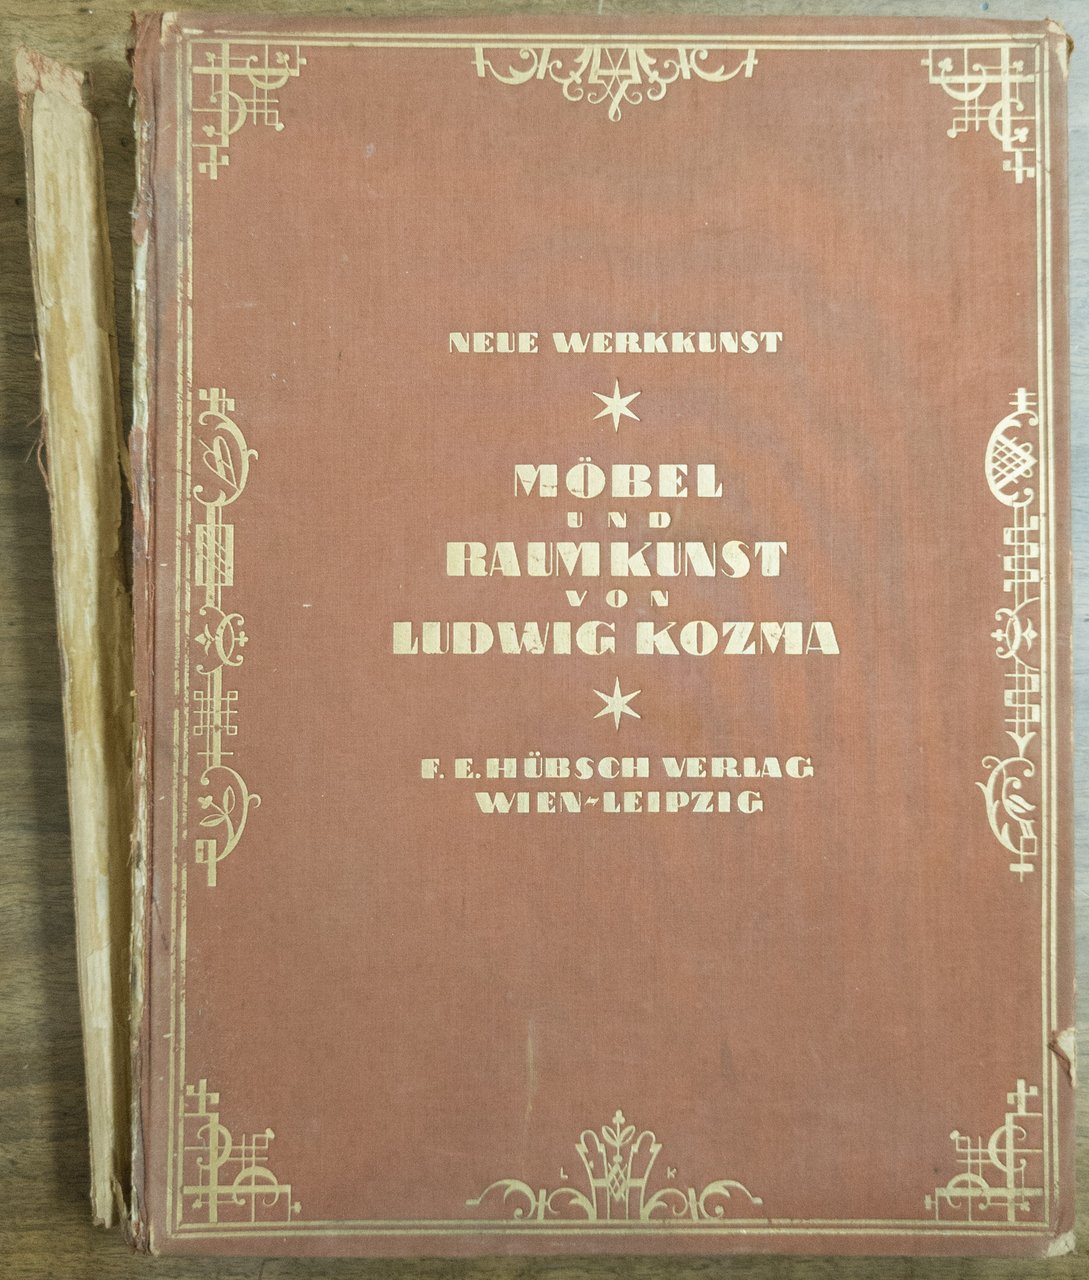 NEUE WERKKUNST
MÖBEL
UND
RAUMKUNST
VON
LUDWIG KOZMA
F. E. HÜBSCH VERLAG
WIEN-LEIPZIG
L K